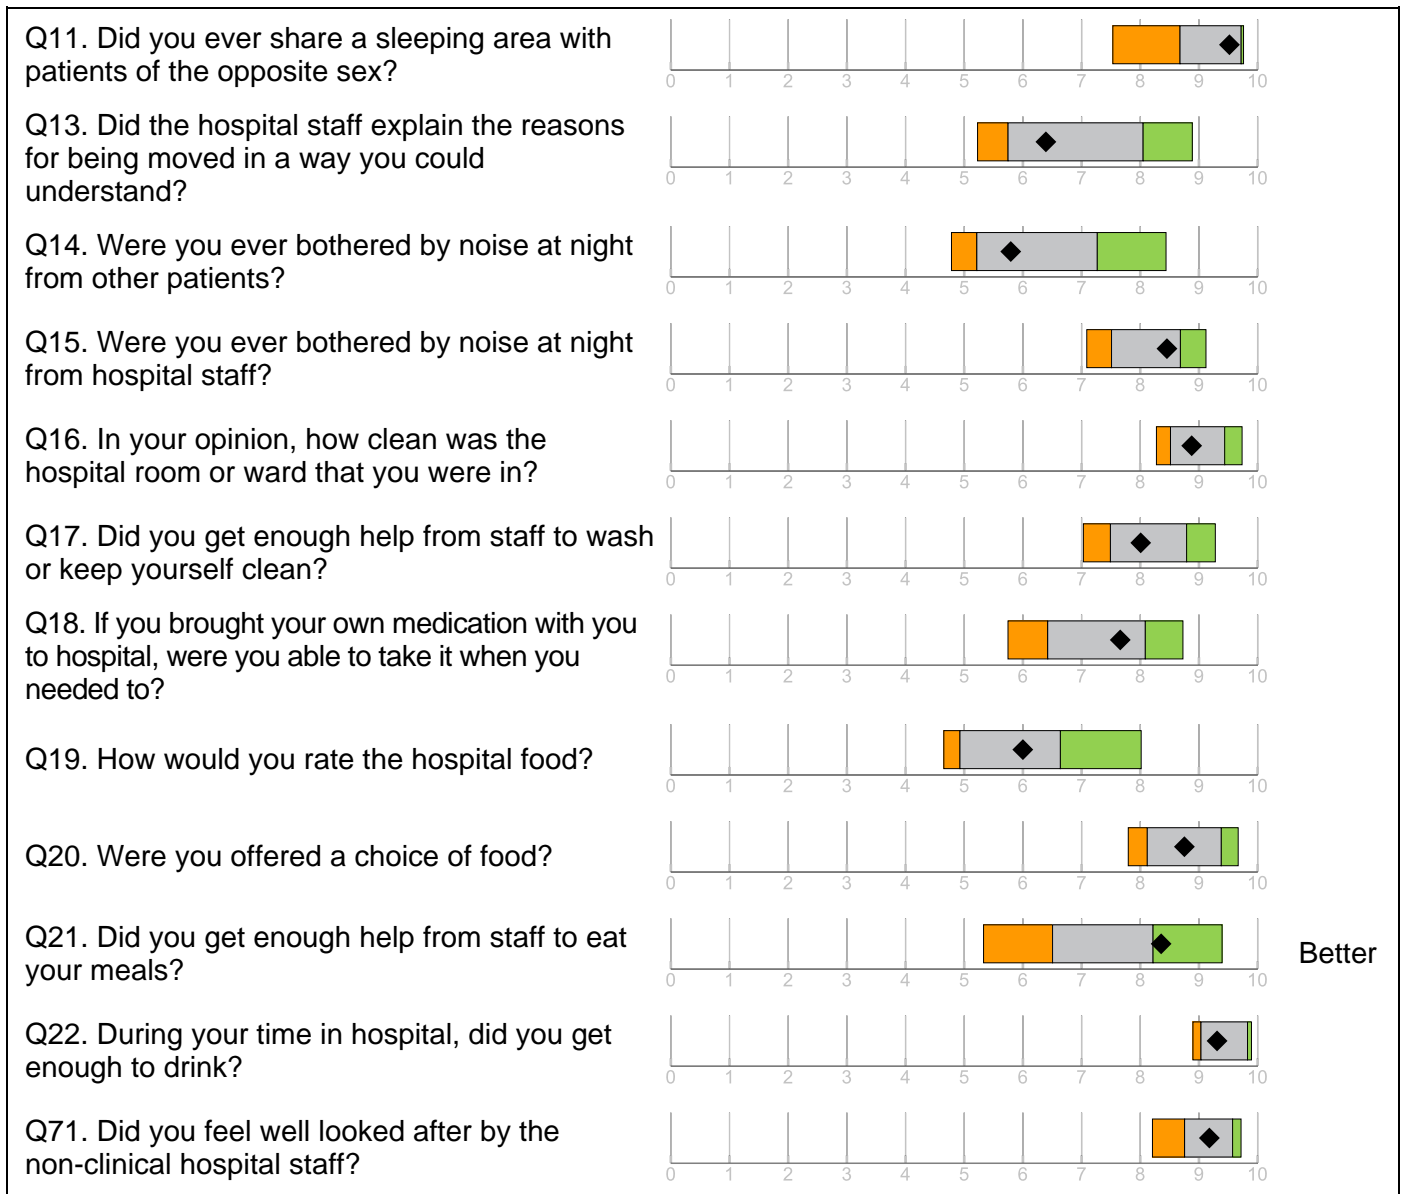 Q11. Did you ever share a sleeping area with
patients of the opposite sex?
0 1 2 3 4 5 6 7 8 9 10
Q13. Did the hospital staff explain the reasons
for being moved in a way you could
understand?
0 1 2 3 4 5 6 7 8 9 10
Q14. Were you ever bothered by noise at night
from other patients?
0 1 2 3 4 5 6 7 8 9 10
Q15. Were you ever bothered by noise at night
from hospital staff?
0 1 2 3 4 5 6 7 8 9 10
Q16. In your opinion, how clean was the
hospital room or ward that you were in?
0 1 2 3 4 5 6 7 8 9 10
Q17. Did you get enough help from staff to wash
or keep yourself clean?
0 1 2 3 4 5 6 7 8 9 10
Q18. If you brought your own medication with you
to hospital, were you able to take it when you
needed to?
0 1 2 3 4 5 6 7 8 9 10
Q19. How would you rate the hospital food?
0 1 2 3 4 5 6 7 8 9 10
Q20. Were you offered a choice of food?
0 1 2 3 4 5 6 7 8 9 10
Q21. Did you get enough help from staff to eat
your meals?
0 1 2 3 4 5 6 7 8 9 10
Better
Q22. During your time in hospital, did you get
enough to drink?
0 1 2 3 4 5 6 7 8 9 10
Q71. Did you feel well looked after by the
non-clinical hospital staff?
0 1 2 3 4 5 6 7 8 9 10